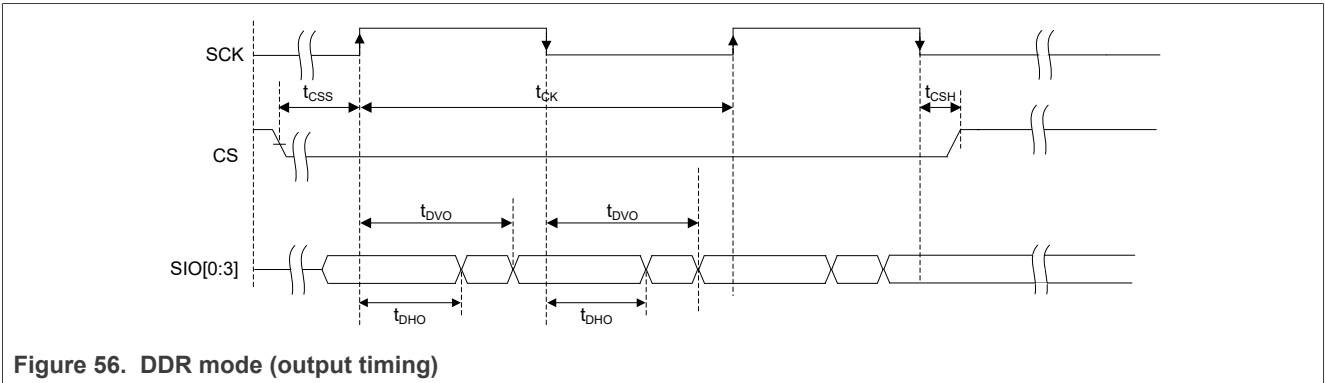 SCK
tCSS
tCK
tCSH
CS
tDVO
tDVO
SIO[0:3]
tDHO
tDHO
Figure 56. DDR mode (output timing)